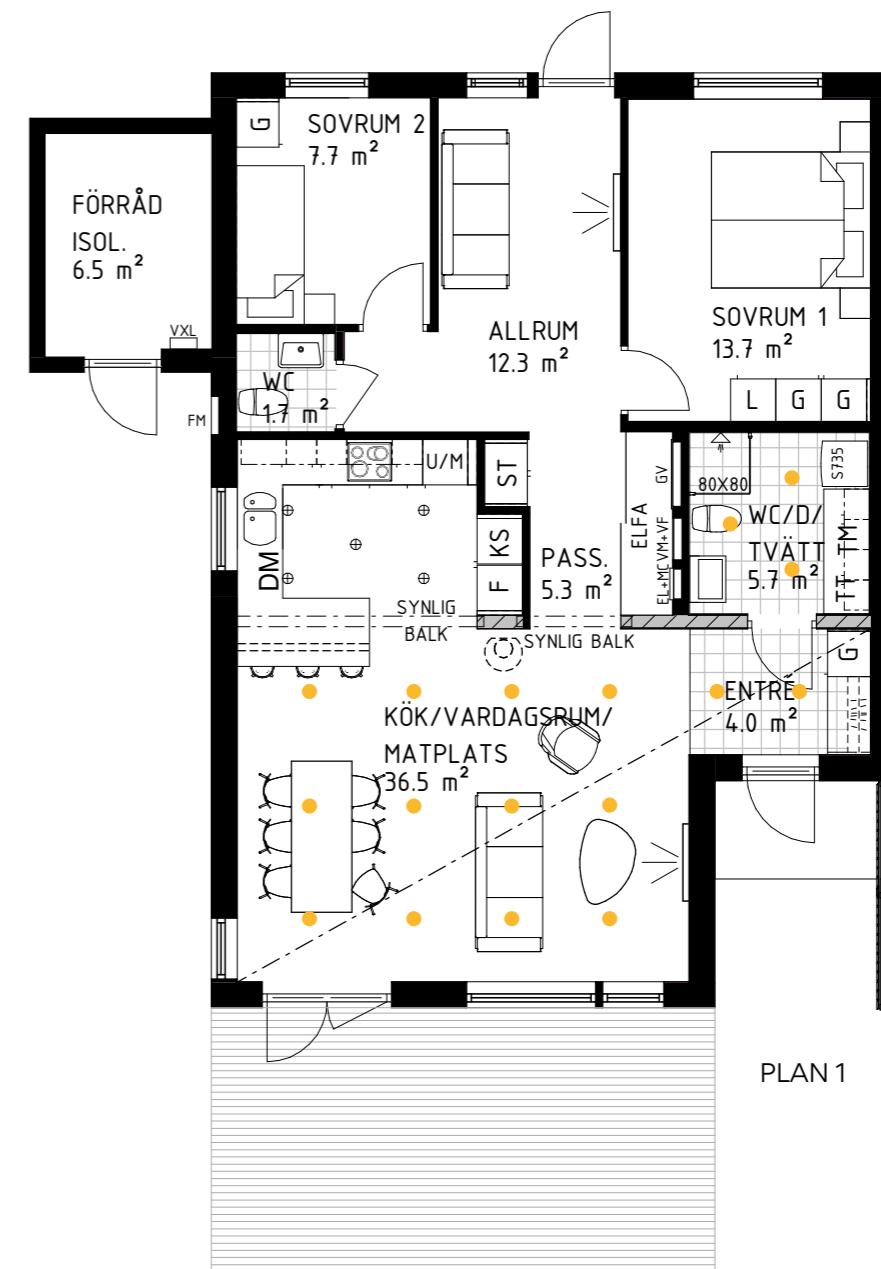 G
SOVRUM 2
7.7 m²
FÖRRÅD
ISOL.
6.5 m²
VXL
ALLRUM
12.3 m²
SOVRUM 1
13.7 m²
WC
1.7 m²
L
G
G
FM
U/M
ST
GV
80X80
S735
DM
KS
F
ELFA
EL+MC
VM+VF
WC/D/
TVÄTT
5.7 m²
TM
TT
PASS.
5.3 m²
SYNLIG
BALK
SYNLIG BALK
G
ENTRE
4.0 m²
KÖK/VARDAGSRUM/
MATPLATS
36.5 m²
PLAN 1